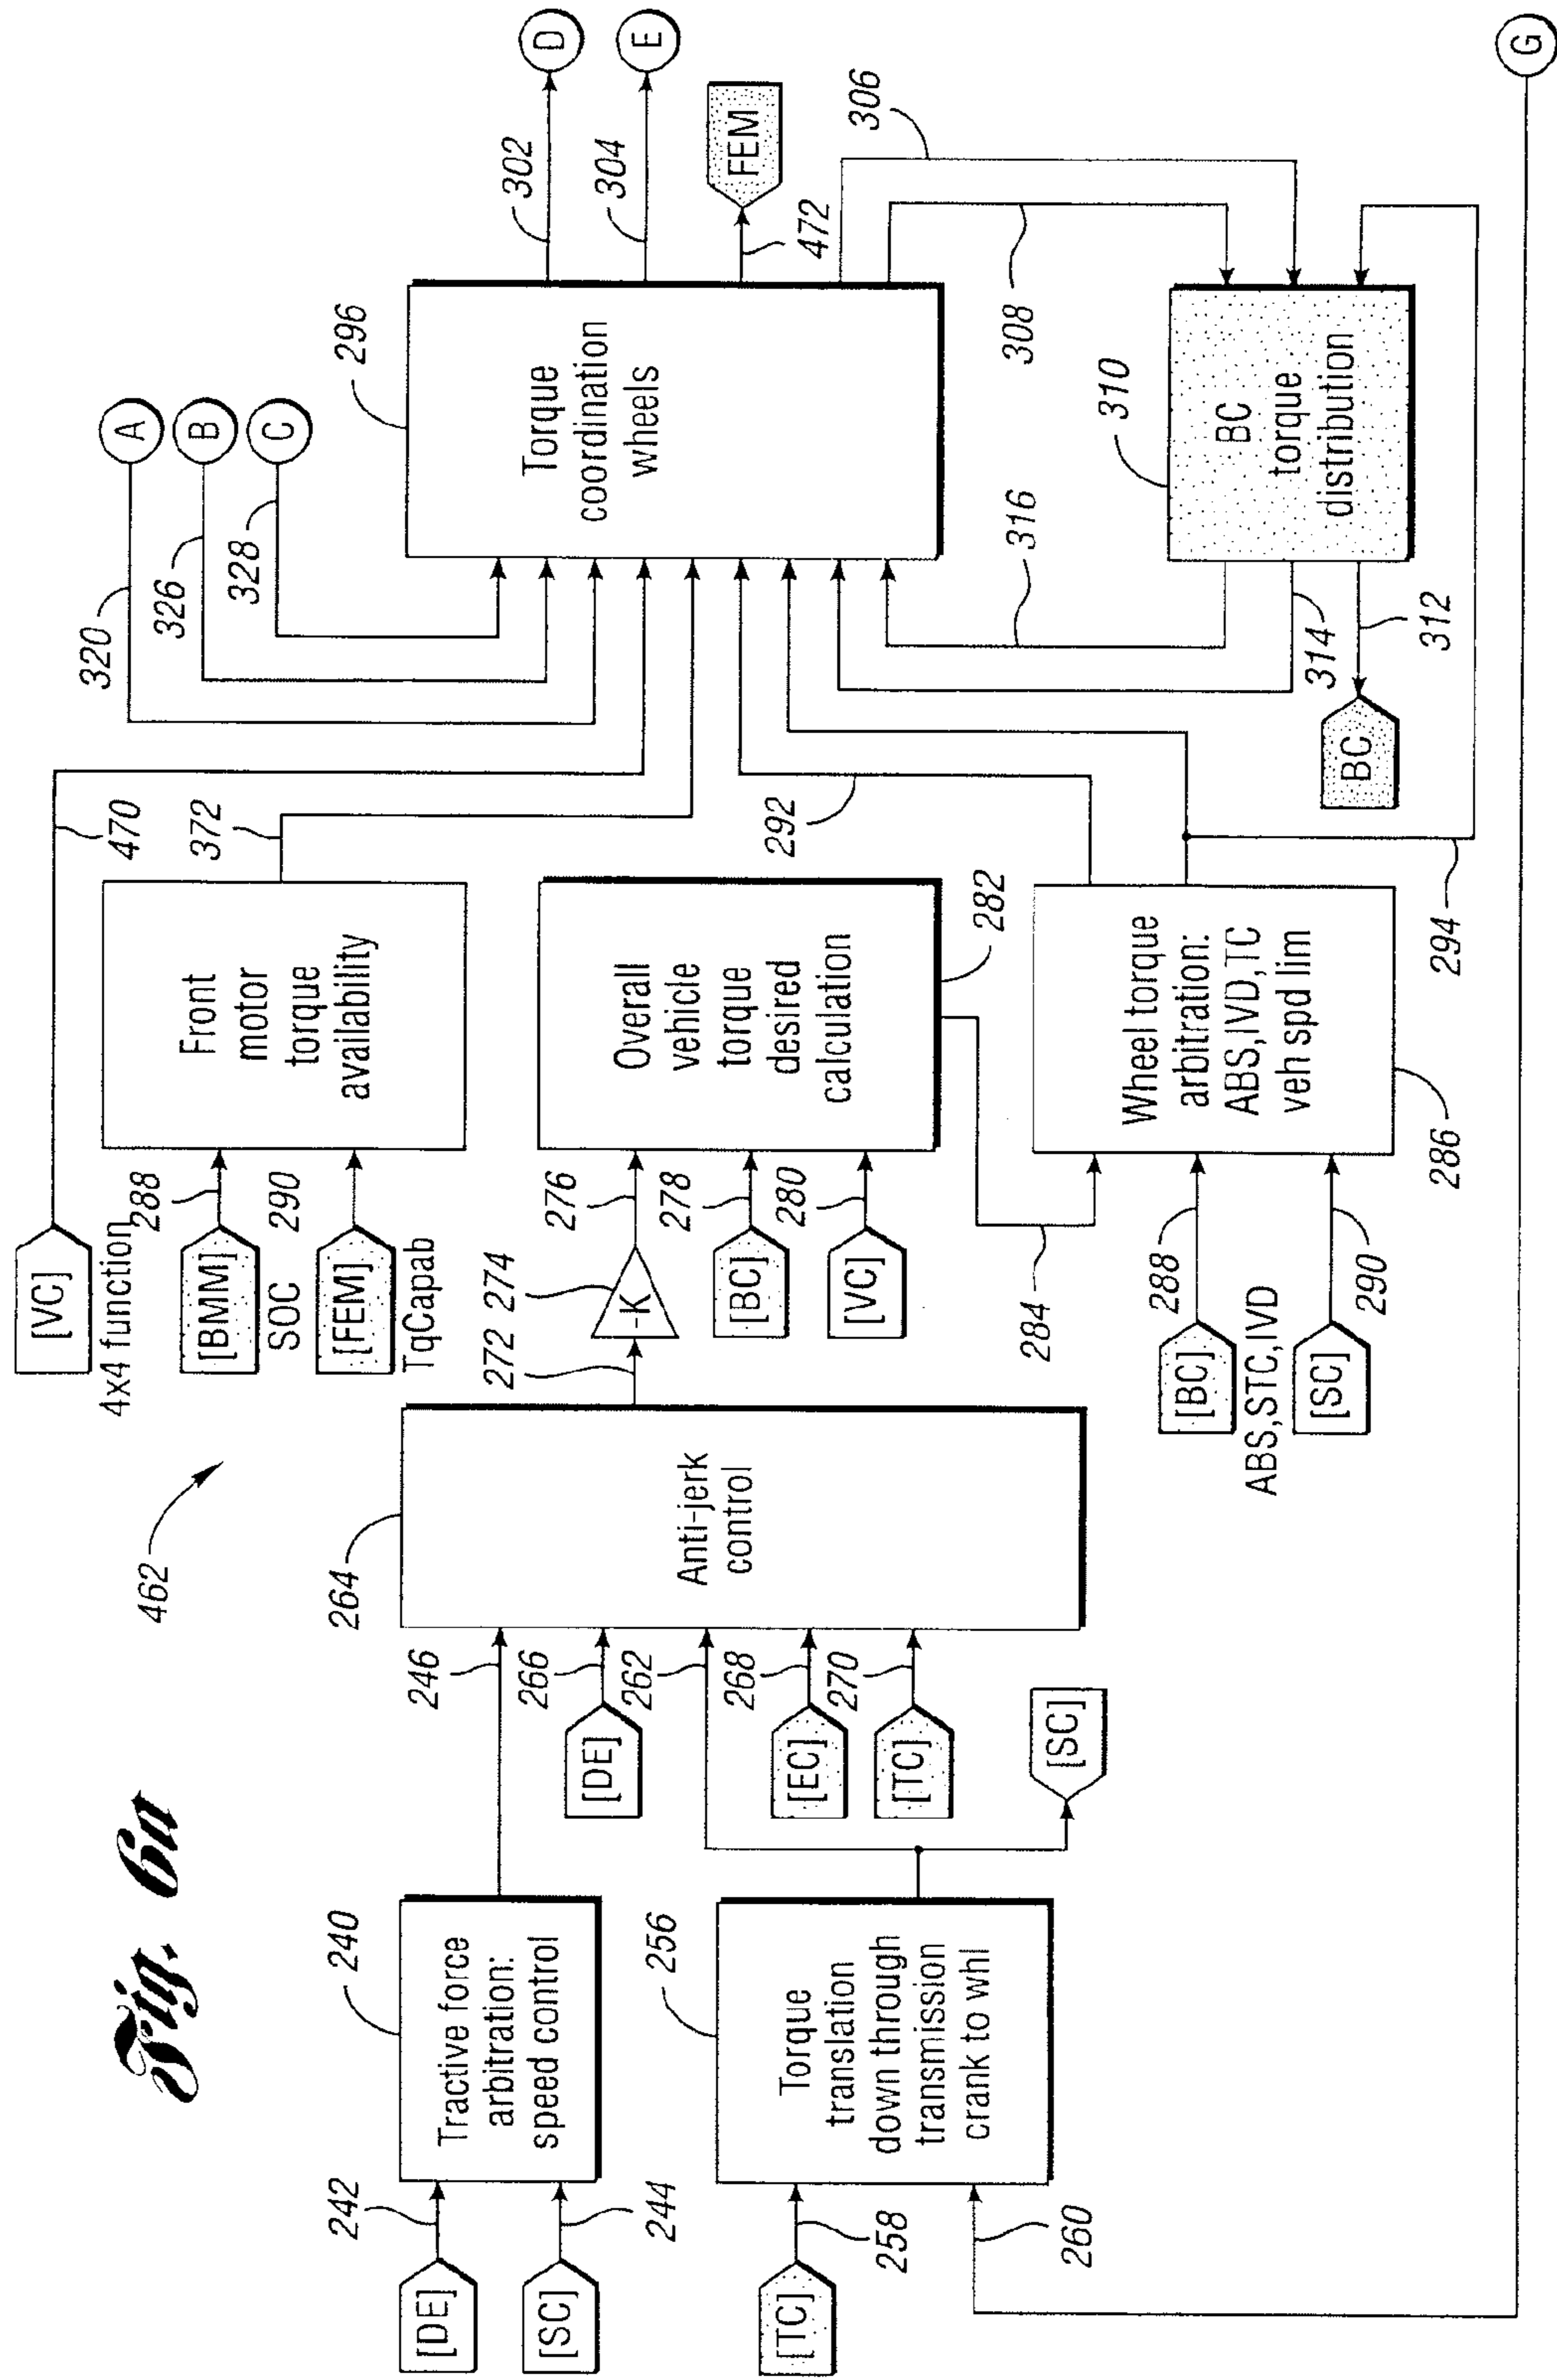 Fig. 6a
462
[DE]
242
[SC]
244
240
Tractive force
arbitration:
speed control
246
[TC]
258
260
256
Torque
translation
down through
transmission
crank to whl
[SC]
[DE]
266
262
[EC]
268
[TC]
270
264
Anti-jerk
control
272
274
-K
276
[BC]
278
[VC]
280
Overall
vehicle
torque
desired
calculation
282
284
[VC]
4x4 function
470
[BMM]
288
SOC
[FEM]
290
TqCapab
Front
motor
torque
availability
372
[BC]
288
ABS,STC,IVD
[SC]
290
Wheel torque
arbitration:
ABS,IVD,TC
veh spd lim
286
292
294
A
320
B
326
C
328
296
Torque
coordination
wheels
302
D
304
E
472
FEM
306
308
310
BC
torque
distribution
316
314
312
BC
G